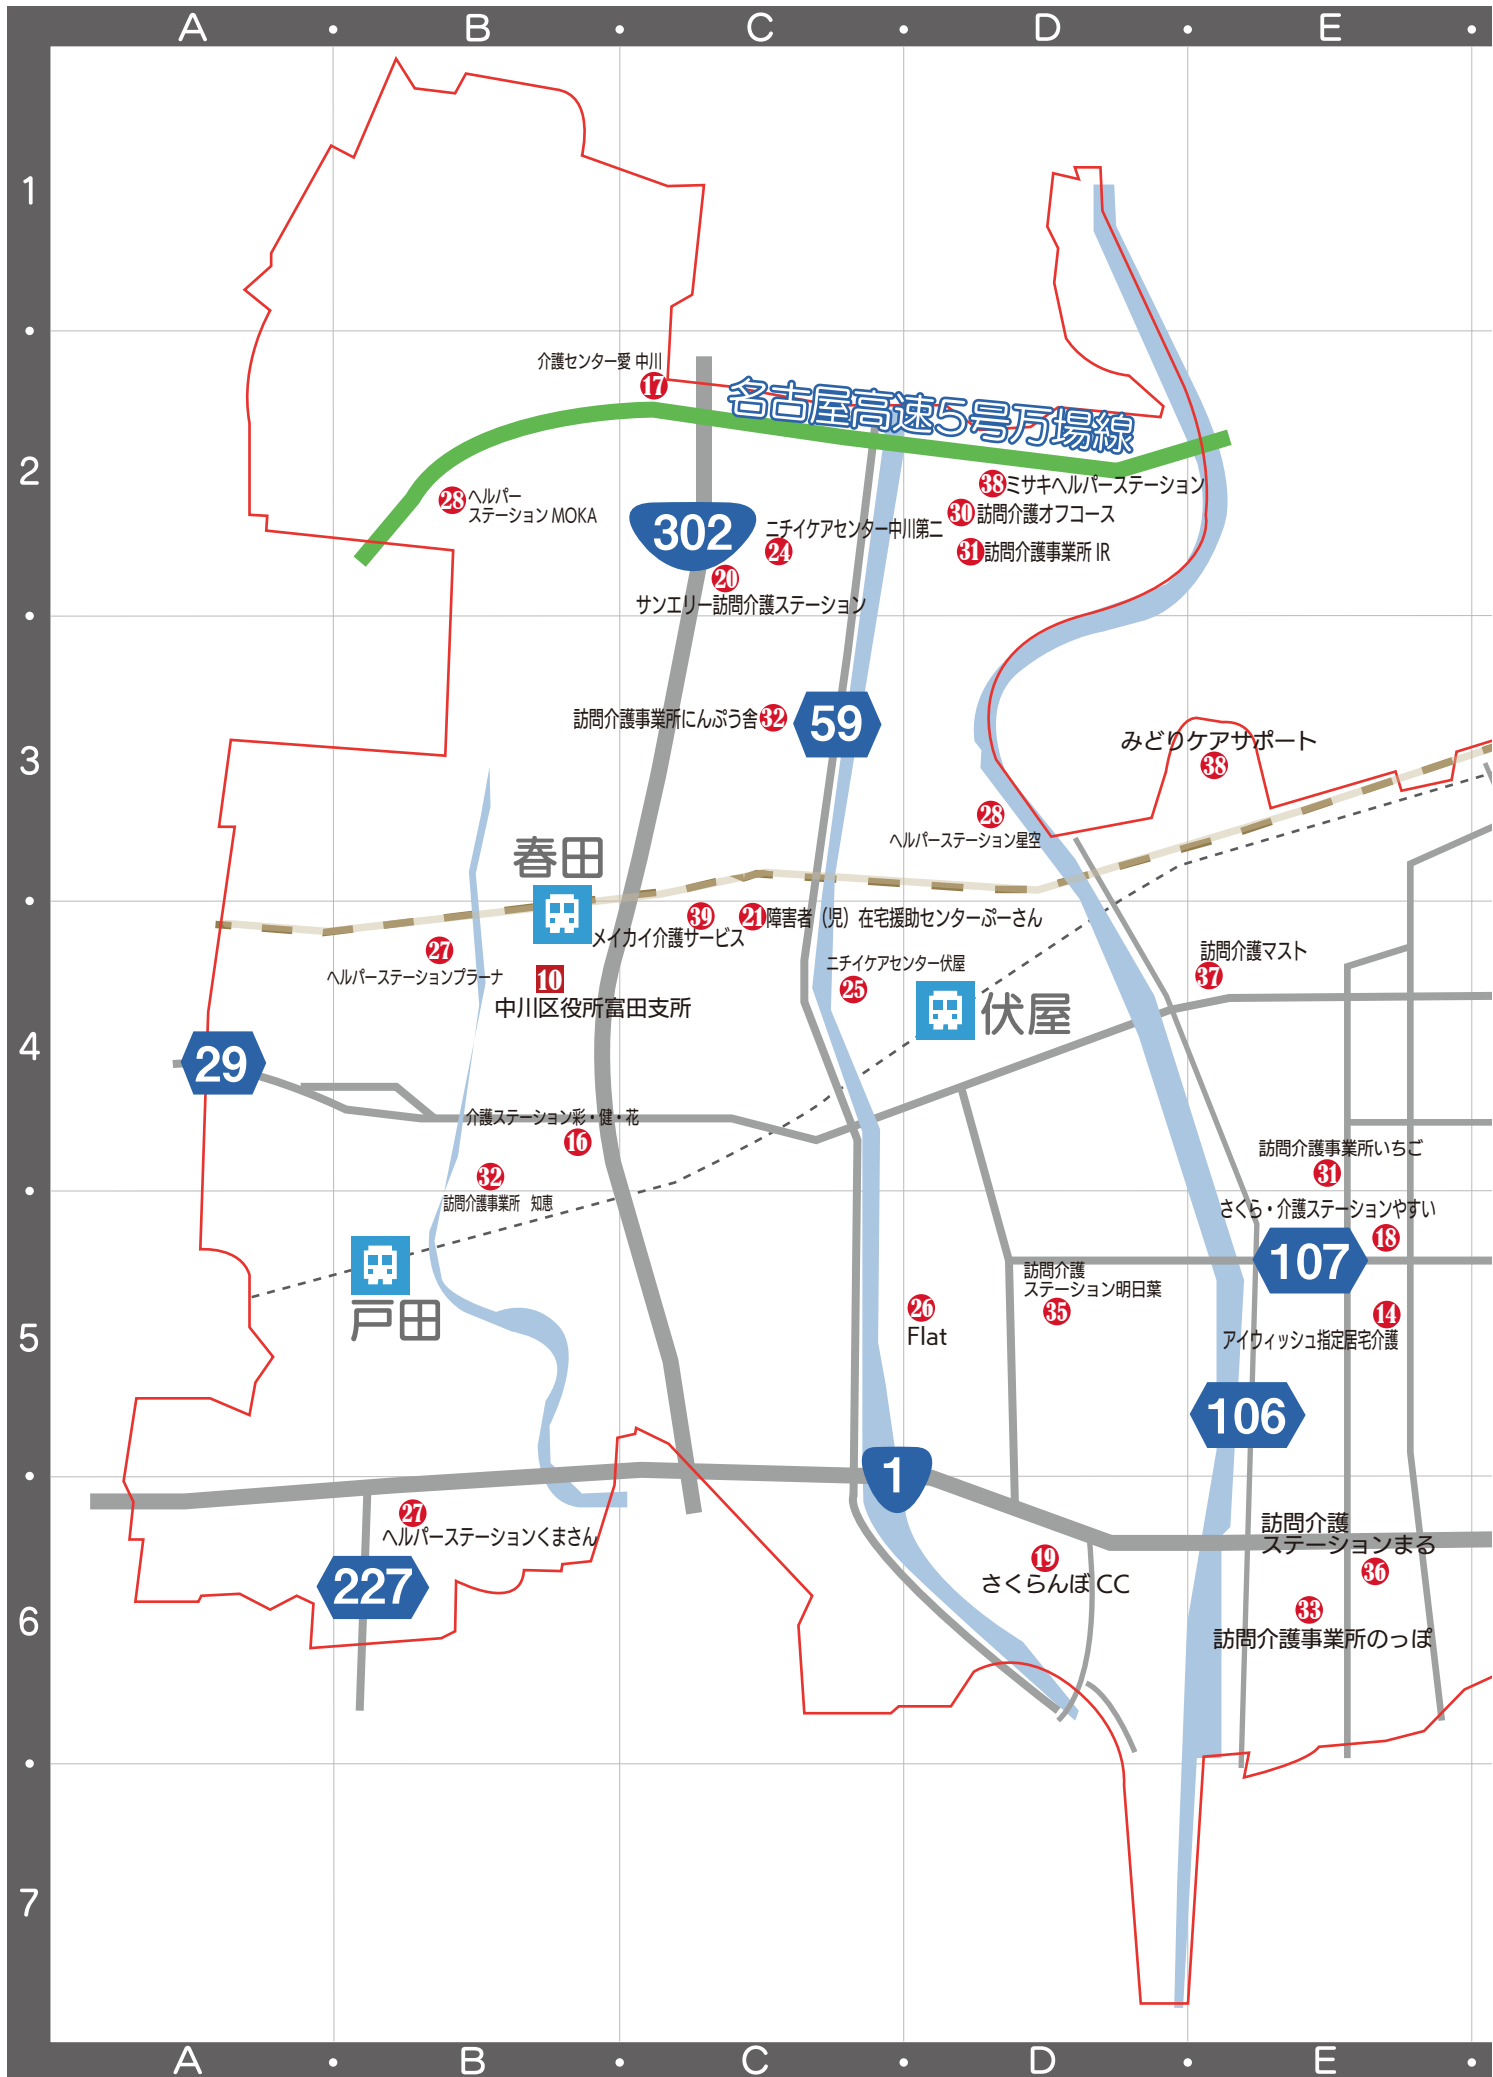 A
B
C
D
E
1
介護センター愛 中川
17
名古屋高速5号万場線
2
28
ヘルパー
ステーション MOKA
302
ニチイケアセンター中川第二
24
20
サンエリー訪問介護ステーション
38
ミサキヘルパーステーション
30
訪問介護オフコース
31
訪問介護事業所 IR
3
訪問介護事業所にんぷう舎
32
59
みどりケアサポート
38
28
ヘルパーステーション星空
春田
39
メイカイ介護サービス
21
障害者（児）在宅援助センターぷーさん
27
ヘルパーステーションプラーナ
10
中川区役所富田支所
ニチイケアセンター伏屋
25
伏屋
訪問介護マスト
37
4
29
介護ステーション彩・健・花
16
32
訪問介護事業所　知恵
訪問介護事業所いちご
31
さくら・介護ステーションやすい
18
107
戸田
5
26
Flat
訪問介護
ステーション明日葉
35
14
アイウィッシュ指定居宅介護
106
1
27
ヘルパーステーションくまさん
227
6
19
さくらんぼ CC
訪問介護
ステーションまる
36
33
訪問介護事業所のっぽ
7
A
B
C
D
E